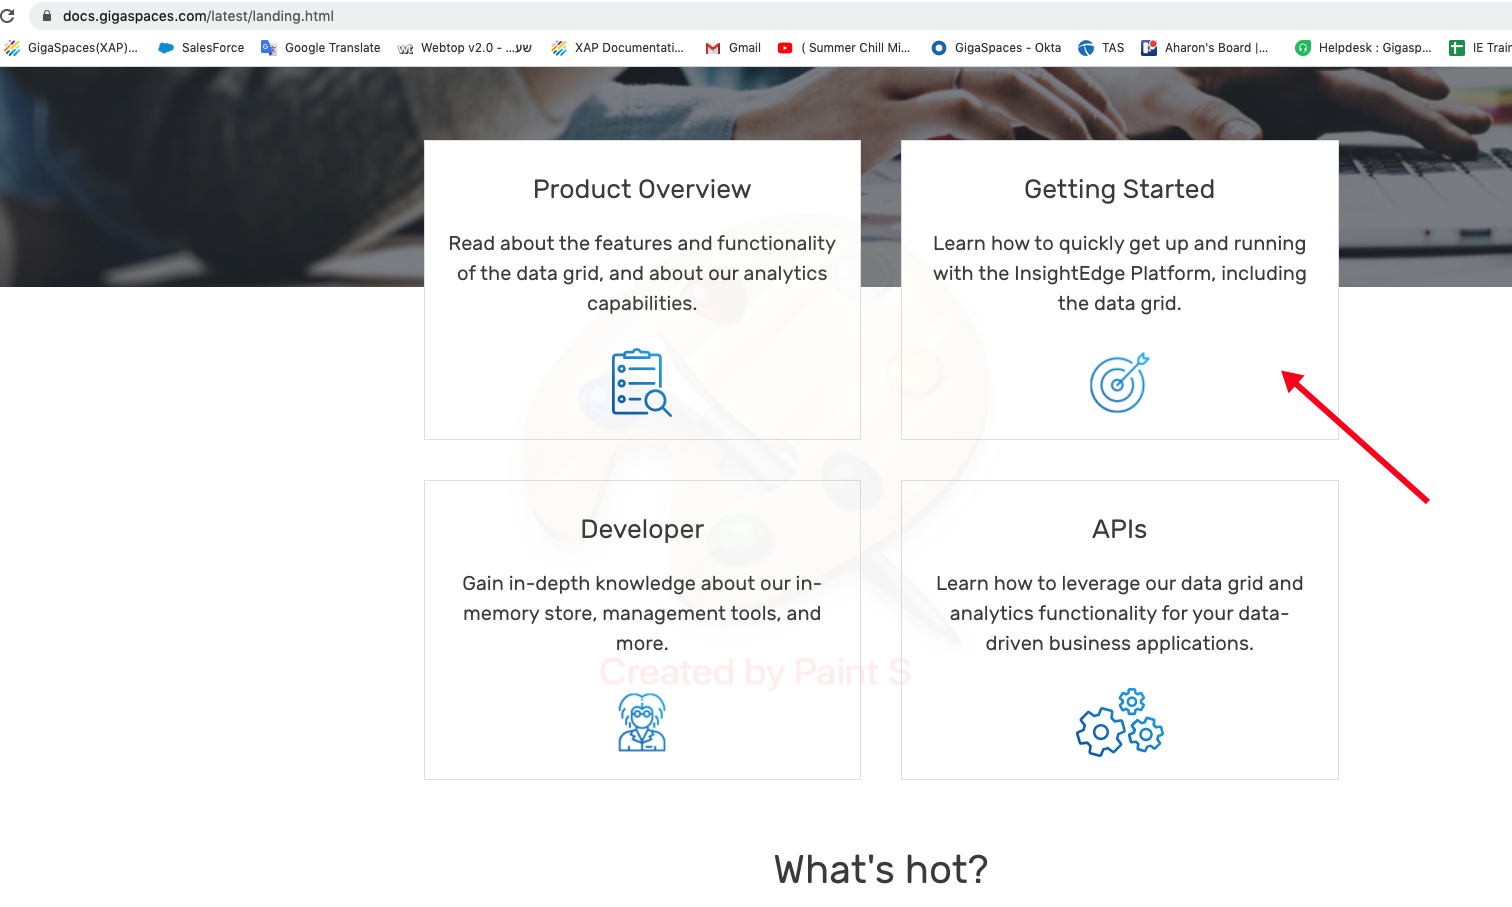 docs.gigaspaces.com/latest/landing.html
GigaSpaces(XAP)... SalesForce Google Translate Webtop v2.0 - ...שע XAP Documentati... Gmail ( Summer Chill Mi... GigaSpaces - Okta TAS Aharon's Board |... Helpdesk : Gigasp... IE Train
Product Overview
Read about the features and functionality
of the data grid, and about our analytics
capabilities.
Getting Started
Learn how to quickly get up and running
with the InsightEdge Platform, including
the data grid.
Developer
Gain in-depth knowledge about our in-
memory store, management tools, and
more.
APIs
Learn how to leverage our data grid and
analytics functionality for your data-
driven business applications.
Created by Paint S
What's hot?